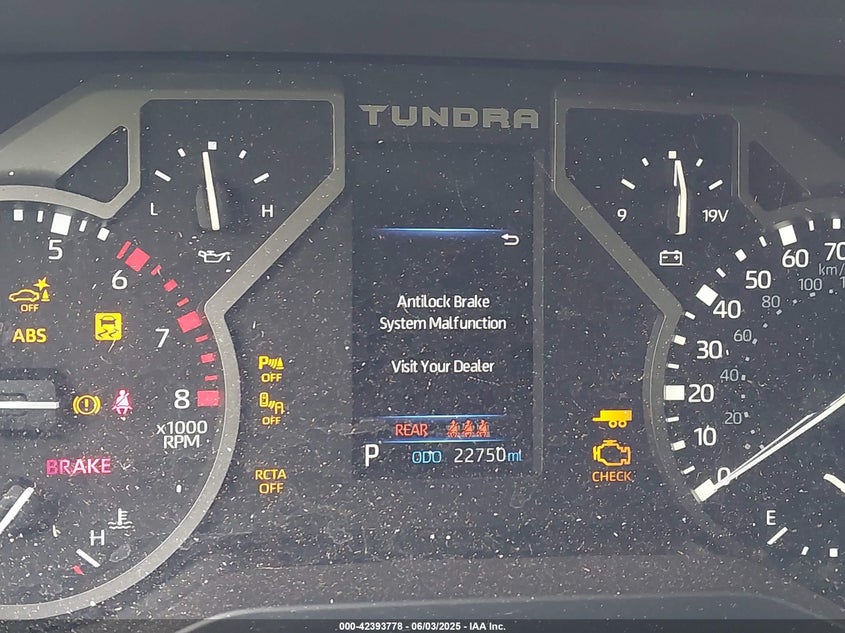 TUNDRA
L
H
9
19V
5
6
7
8
x1000
RPM
OFF
ABS
BRAKE
H
P
OFF
OFF
RCTA
OFF
Antilock Brake
System Malfunction
Visit Your Dealer
REAR
P ODO 22750 mi
CHECK
70
60
50
40
30
20
10
0
km/
100
80
60
40
20
E
000-42393778 - 06/03/2025 - IAA Inc.